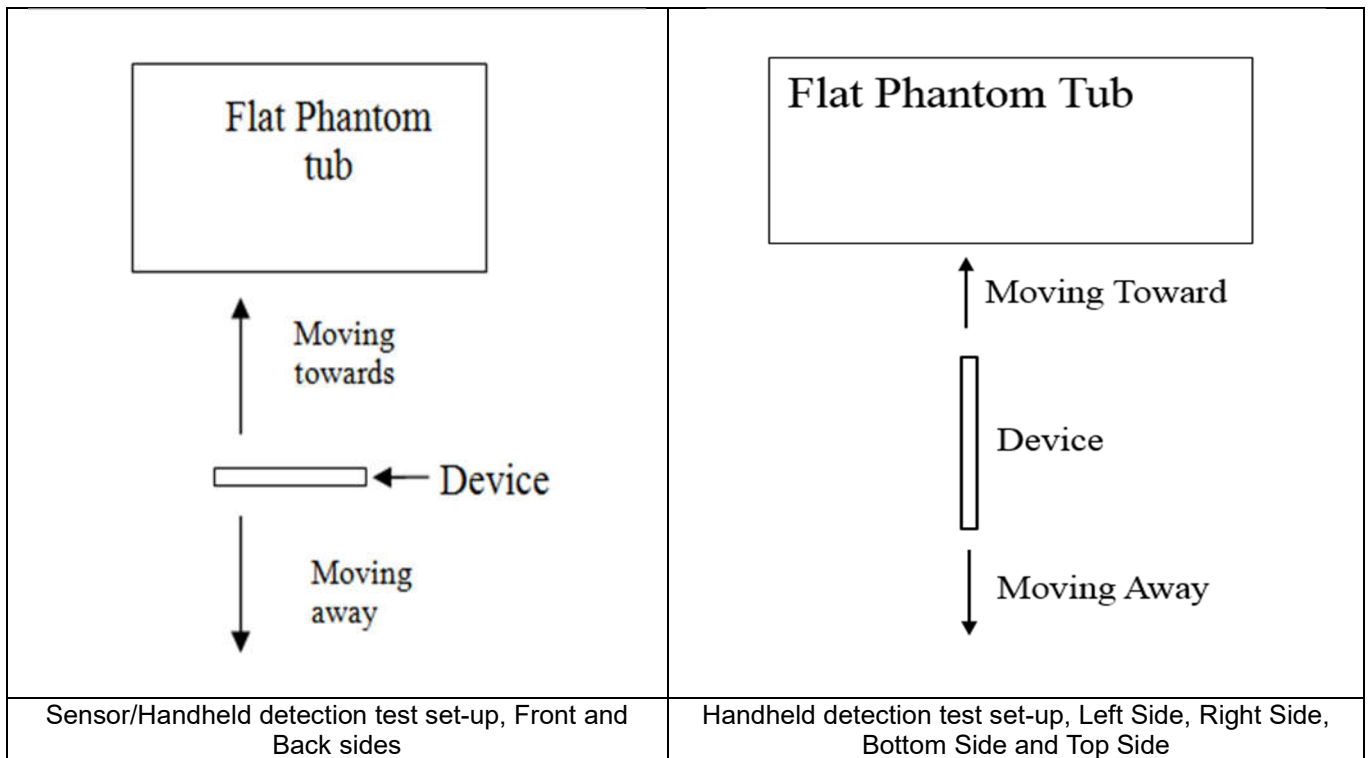 Flat Phantom
tub
Moving
towards
Device
Moving
away
Flat Phantom Tub
Moving Toward
Device
Moving Away
Sensor/Handheld detection test set-up, Front and
Back sides
Handheld detection test set-up, Left Side, Right Side,
Bottom Side and Top Side